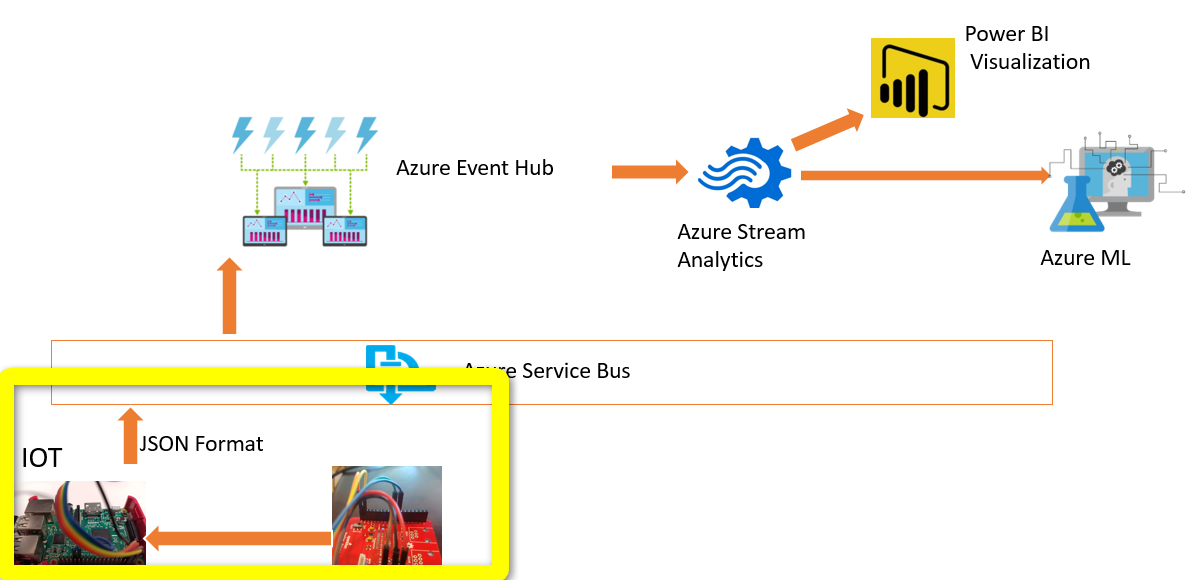 Power BI
Visualization
Azure Event Hub
Azure Stream
Analytics
Azure ML
Azure Service Bus
JSON Format
IOT